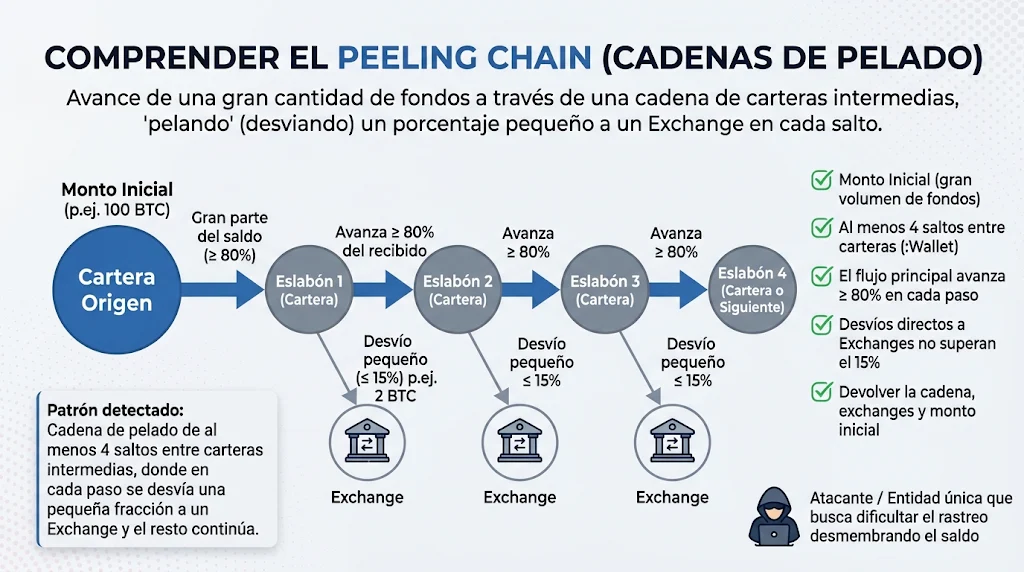 COMPRENDER EL PEELING CHAIN (CADENAS DE PELADO)
Avance de una gran cantidad de fondos a través de una cadena de carteras intermedias,
'pelando' (desviando) un porcentaje pequeño a un Exchange en cada salto.
Monto Inicial
(p.ej. 100 BTC)
Cartera
Origen
Gran parte
del saldo
(≥ 80%)
Eslabón 1
(Cartera)
Avanza ≥ 80%
del recibido
Eslabón 2
(Cartera)
Avanza
≥ 80%
Eslabón 3
(Cartera)
Avanza
≥ 80%
Eslabón 4
(Cartera o
Siguiente)
Desvío
pequeño
(≤ 15%) p.ej.
2 BTC
Exchange
Desvío
pequeño
≤ 15%
Exchange
Desvío
pequeño
≤ 15%
Exchange
Monto Inicial (gran
volumen de fondos)
Al menos 4 saltos entre
carteras (:Wallet)
El flujo principal avanza
≥ 80% en cada paso
Desvíos directos a
Exchanges no superan
el 15%
Devolver la cadena,
exchanges y monto
inicial
Patrón detectado:
Cadena de pelado de al
menos 4 saltos entre carteras
intermedias, donde en
cada paso se desvía una
pequeña fracción a un
Exchange y el resto continúa.
Atacante / Entidad única que
busca dificultar el rastreo
desmembrando el saldo